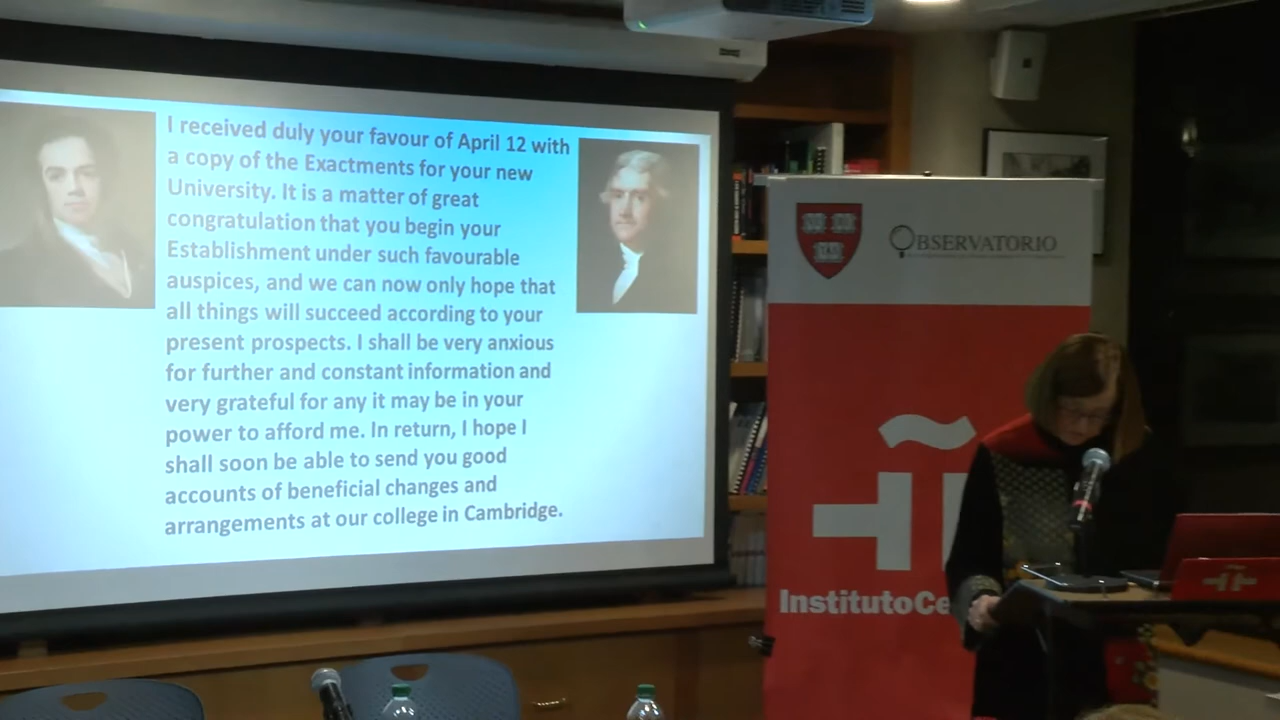 I received duly your favour of April 12 with
a copy of the Exactments for your new
University. It is a matter of great
congratulation that you begin your
Establishment under such favourable
auspices, and we can now only hope that
all things will succeed according to your
present prospects. I shall be very anxious
for further and constant information and
very grateful for any it may be in your
power to afford me. In return, I hope I
shall soon be able to send you good
accounts of beneficial changes and
arrangements at our college in Cambridge.
OBSERVATORIO
InstitutoCe